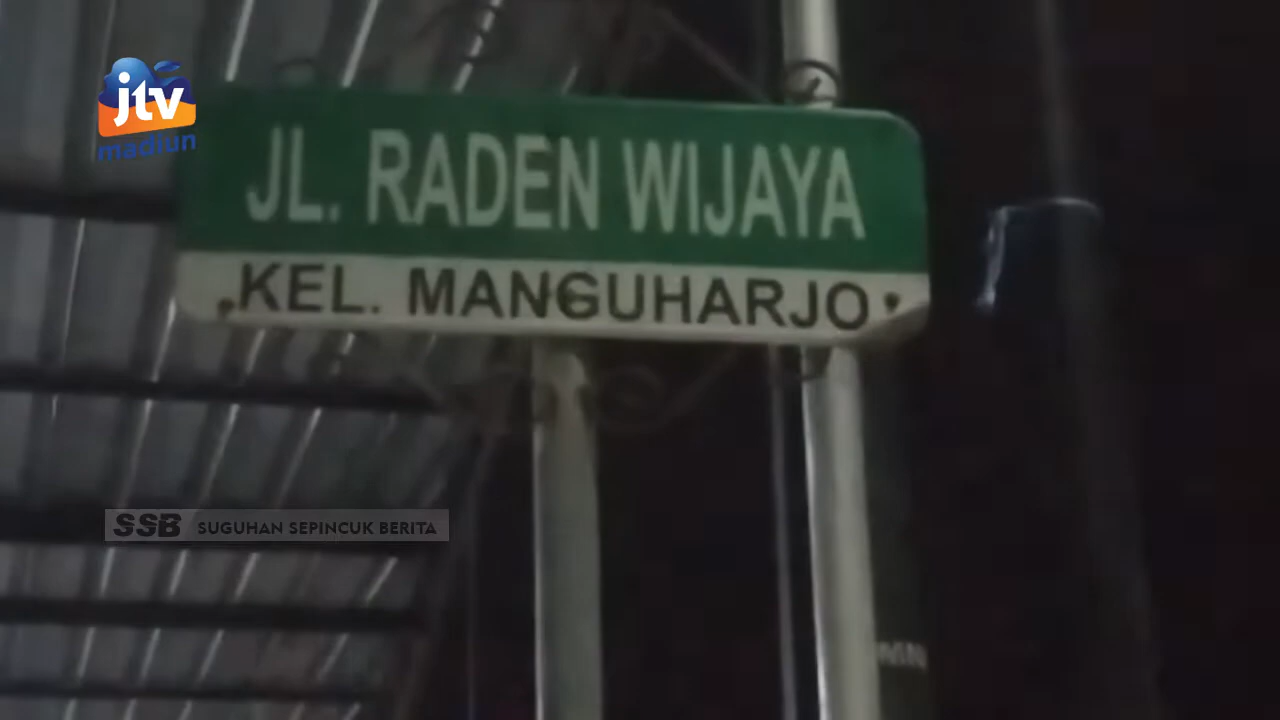 jtv
madiun
JL. RADEN WIJAYA
KEL. MANGUHARJO
SSB SUGUHAN SEPINCUK BERITA